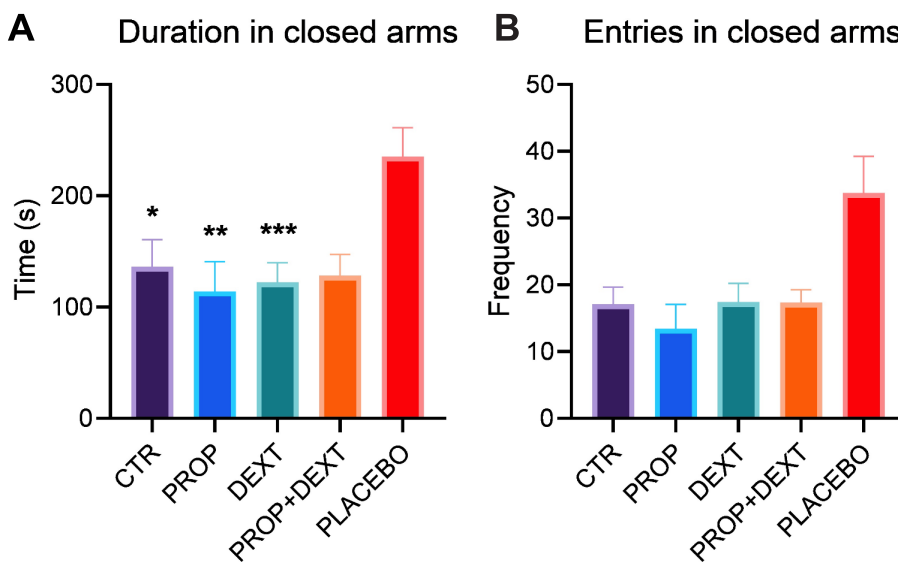 A Duration in closed arms
Time (s)
300
200
100
0
* ** ***
CTR
PROP
DEXT
PROP+DEXT
PLACEBO
B Entries in closed arms
Frequency
50
40
30
20
10
0
CTR
PROP
DEXT
PROP+DEXT
PLACEBO